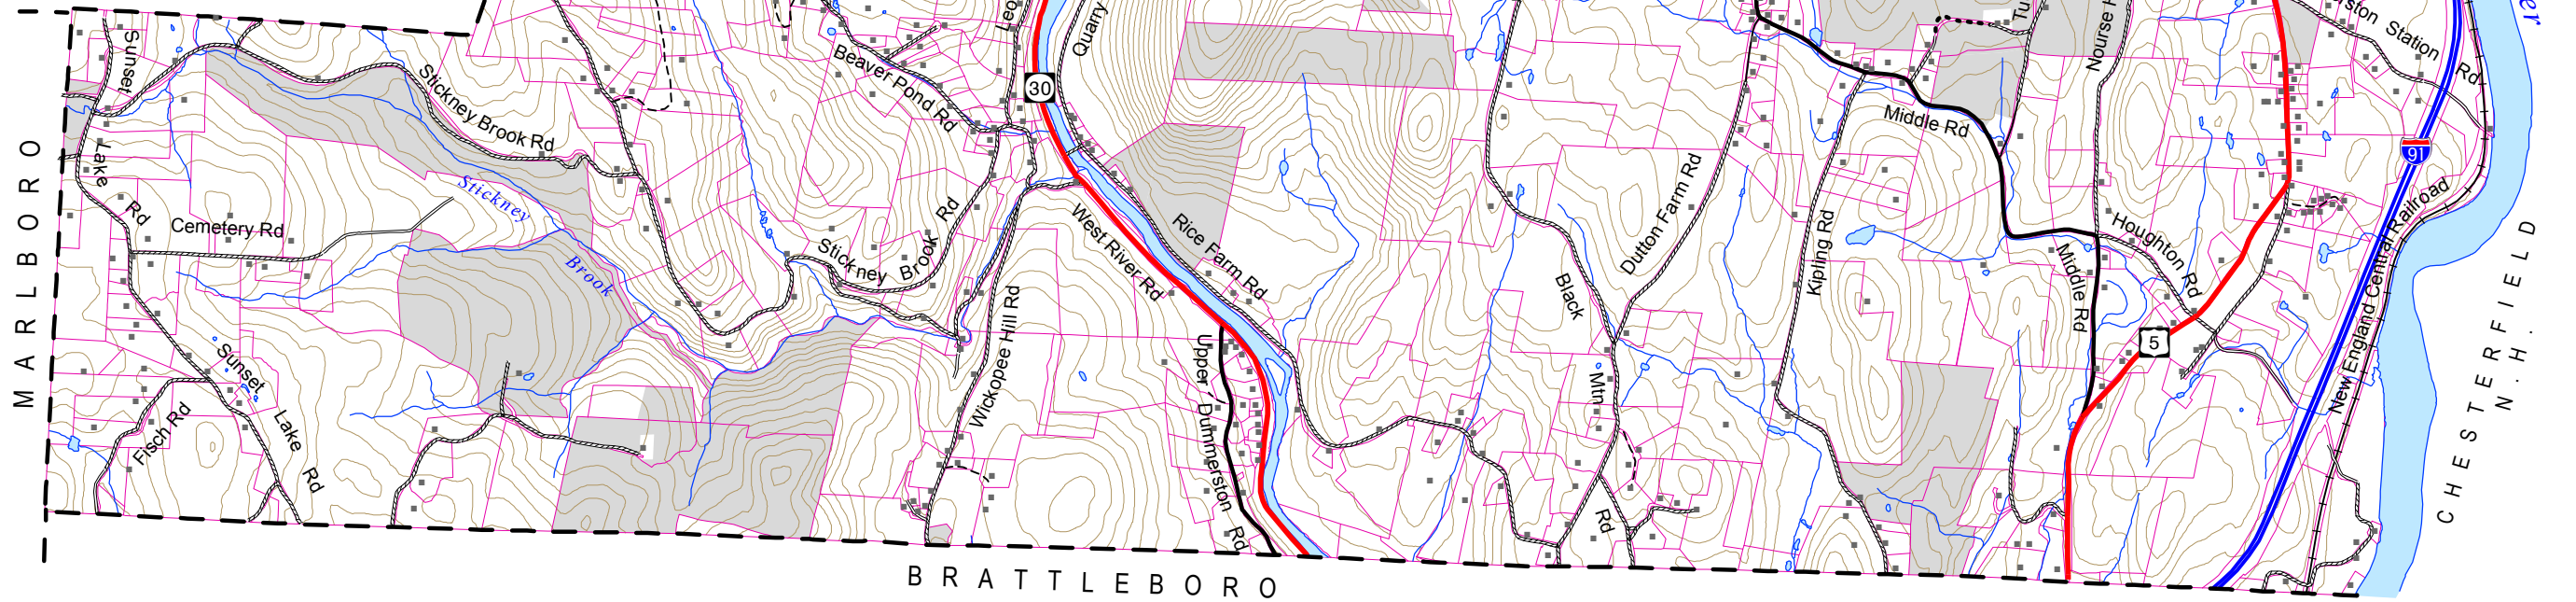 Sunset
Lake
Rd
Stickney Brook Rd
Stickney
Brook
Cemetery Rd
Sunset
Lake
Rd
Fisch Rd
MARLBORO
Beaver Pond Rd
Quarry
30
Stickney
Brook
Rd
Wickopee Hill Rd
West River Rd
Rice Farm Rd
Upper
Dummerston
Rd
BRATTLEBORO
Black
Mtn
Rd
Dutton Farm Rd
Kipling Rd
Middle Rd
Nourse
Houghton Rd
Middle Rd
5
Station
Rd
91
New England Central Railroad
CHESTERFIELD
N. H.